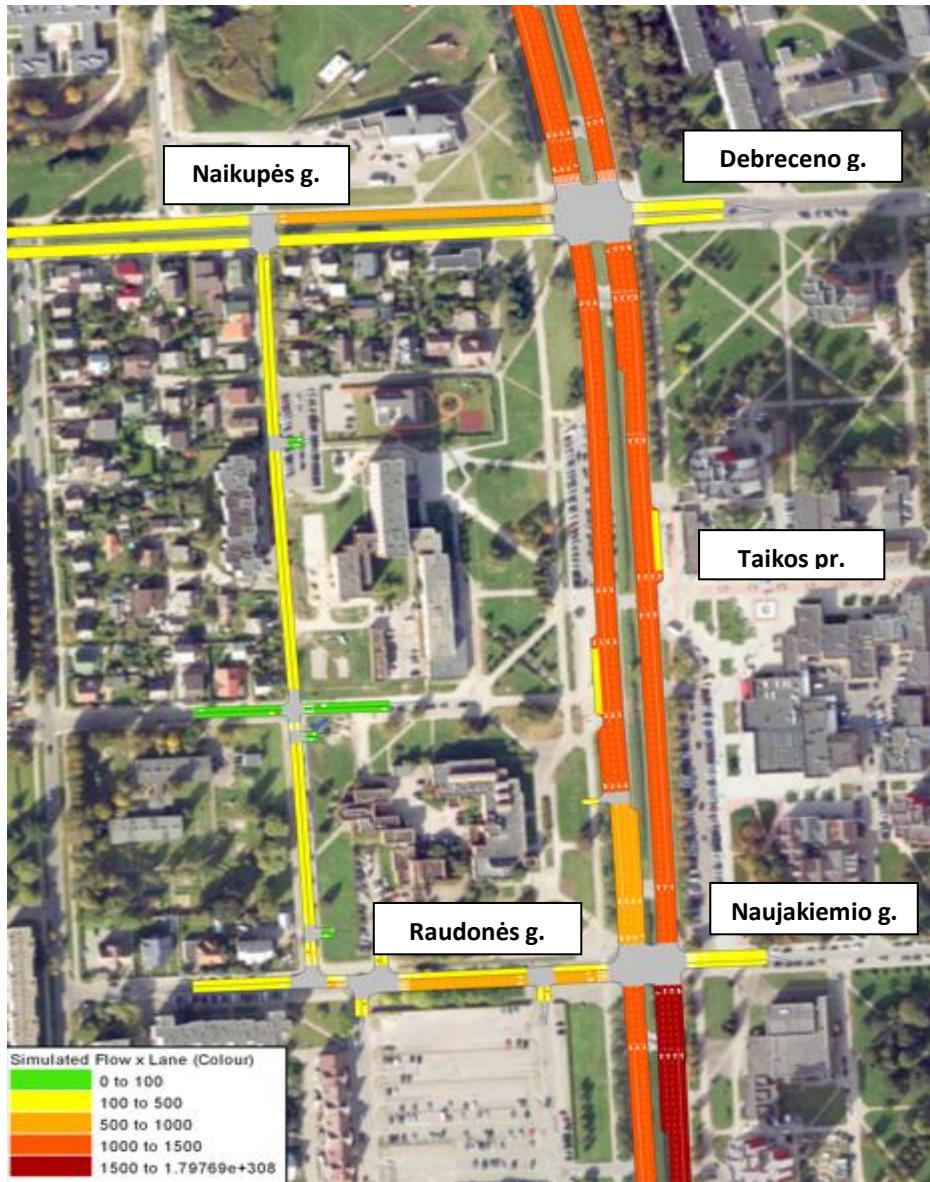 Debreceno g.
Naikupės g.
Taikos pr.
Naujakiemio g.
Raudonės g.
Simulated Flow x Lane (Colour)
0 to 100
100 to 500
500 to 1000
1000 to 1500
1500 to 1.79769e+308